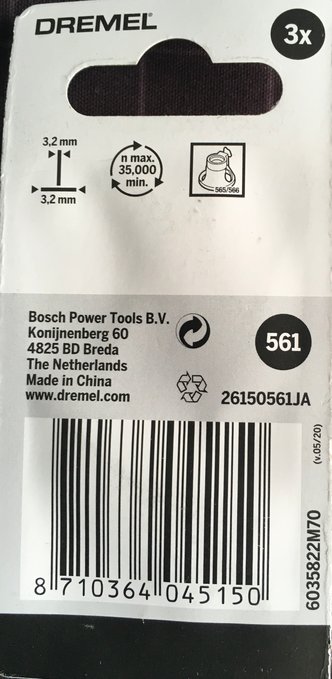 DREMEL®
3x
3,2 mm
3,2 mm
n max.
35,000
min.
565/566
Bosch Power Tools B.V.
Konijnenberg 60
4825 BD Breda
The Netherlands
Made in China
www.dremel.com
561
26150561JA
(v.05/20)
6035822M70
8 710364 045150